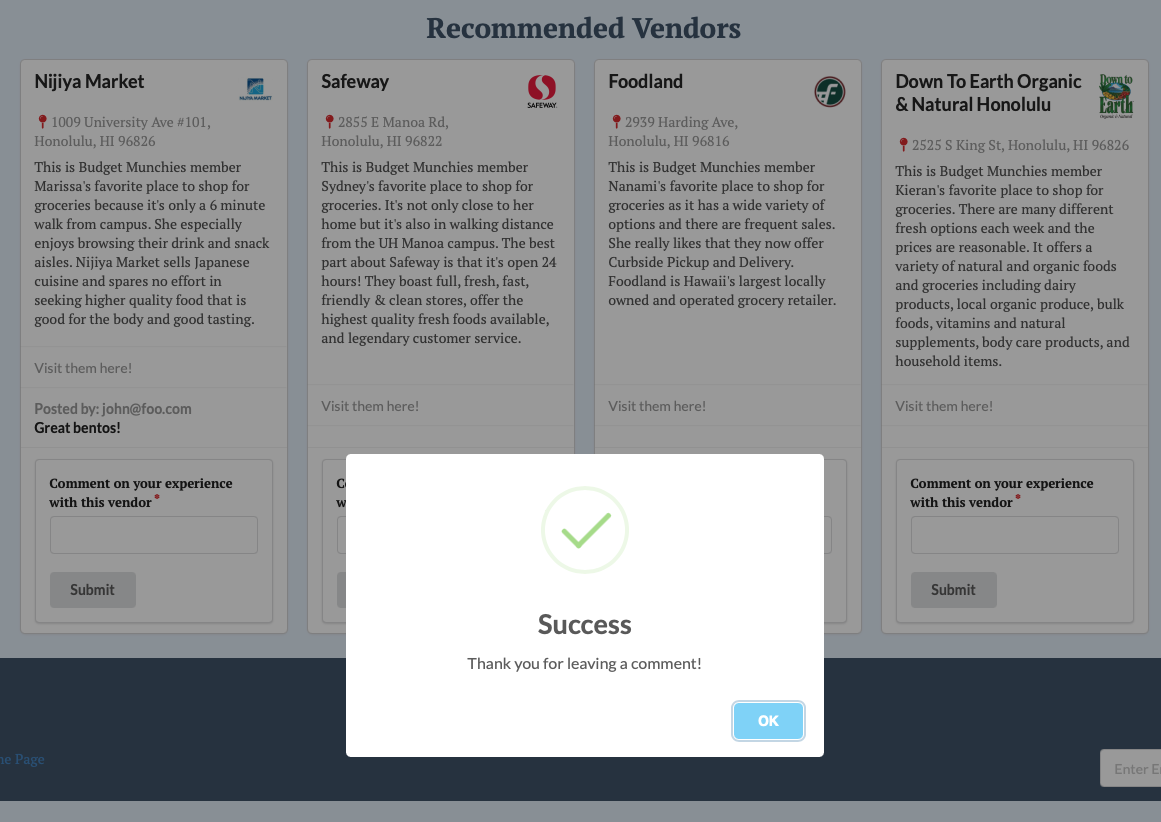 Recommended Vendors
Nijiya Market
NIJIYA MARKET
1009 University Ave #101,
Honolulu, HI 96826
This is Budget Munchies member
Marissa's favorite place to shop for
groceries because it's only a 6 minute
walk from campus. She especially
enjoys browsing their drink and snack
aisles. Nijiya Market sells Japanese
cuisine and spares no effort in
seeking higher quality food that is
good for the body and good tasting.
Visit them here!
Posted by: john@foo.com
Great bentos!
Comment on your experience
with this vendor *
Submit
Safeway
SAFEWAY
2855 E Manoa Rd,
Honolulu, HI 96822
This is Budget Munchies member
Sydney's favorite place to shop for
groceries. It's not only close to her
home but it's also in walking distance
from the UH Manoa campus. The best
part about Safeway is that it's open 24
hours! They boast full, fresh, fast,
friendly & clean stores, offer the
highest quality fresh foods available,
and legendary customer service.
Visit them here!
Foodland
2939 Harding Ave,
Honolulu, HI 96816
This is Budget Munchies member
Nanami's favorite place to shop for
groceries as it has a wide variety of
options and there are frequent sales.
She really likes that they now offer
Curbside Pickup and Delivery.
Foodland is Hawaii's largest locally
owned and operated grocery retailer.
Visit them here!
Down To Earth Organic
& Natural Honolulu
Down to
Earth
Organic & Natural
2525 S King St, Honolulu, HI 96826
This is Budget Munchies member
Kieran's favorite place to shop for
groceries. There are many different
fresh options each week and the
prices are reasonable. It offers a
variety of natural and organic foods
and groceries including dairy
products, local organic produce, bulk
foods, vitamins and natural
supplements, body care products, and
household items.
Visit them here!
Comment on your experience
with this vendor *
Submit
Success
Thank you for leaving a comment!
OK
Page
Enter